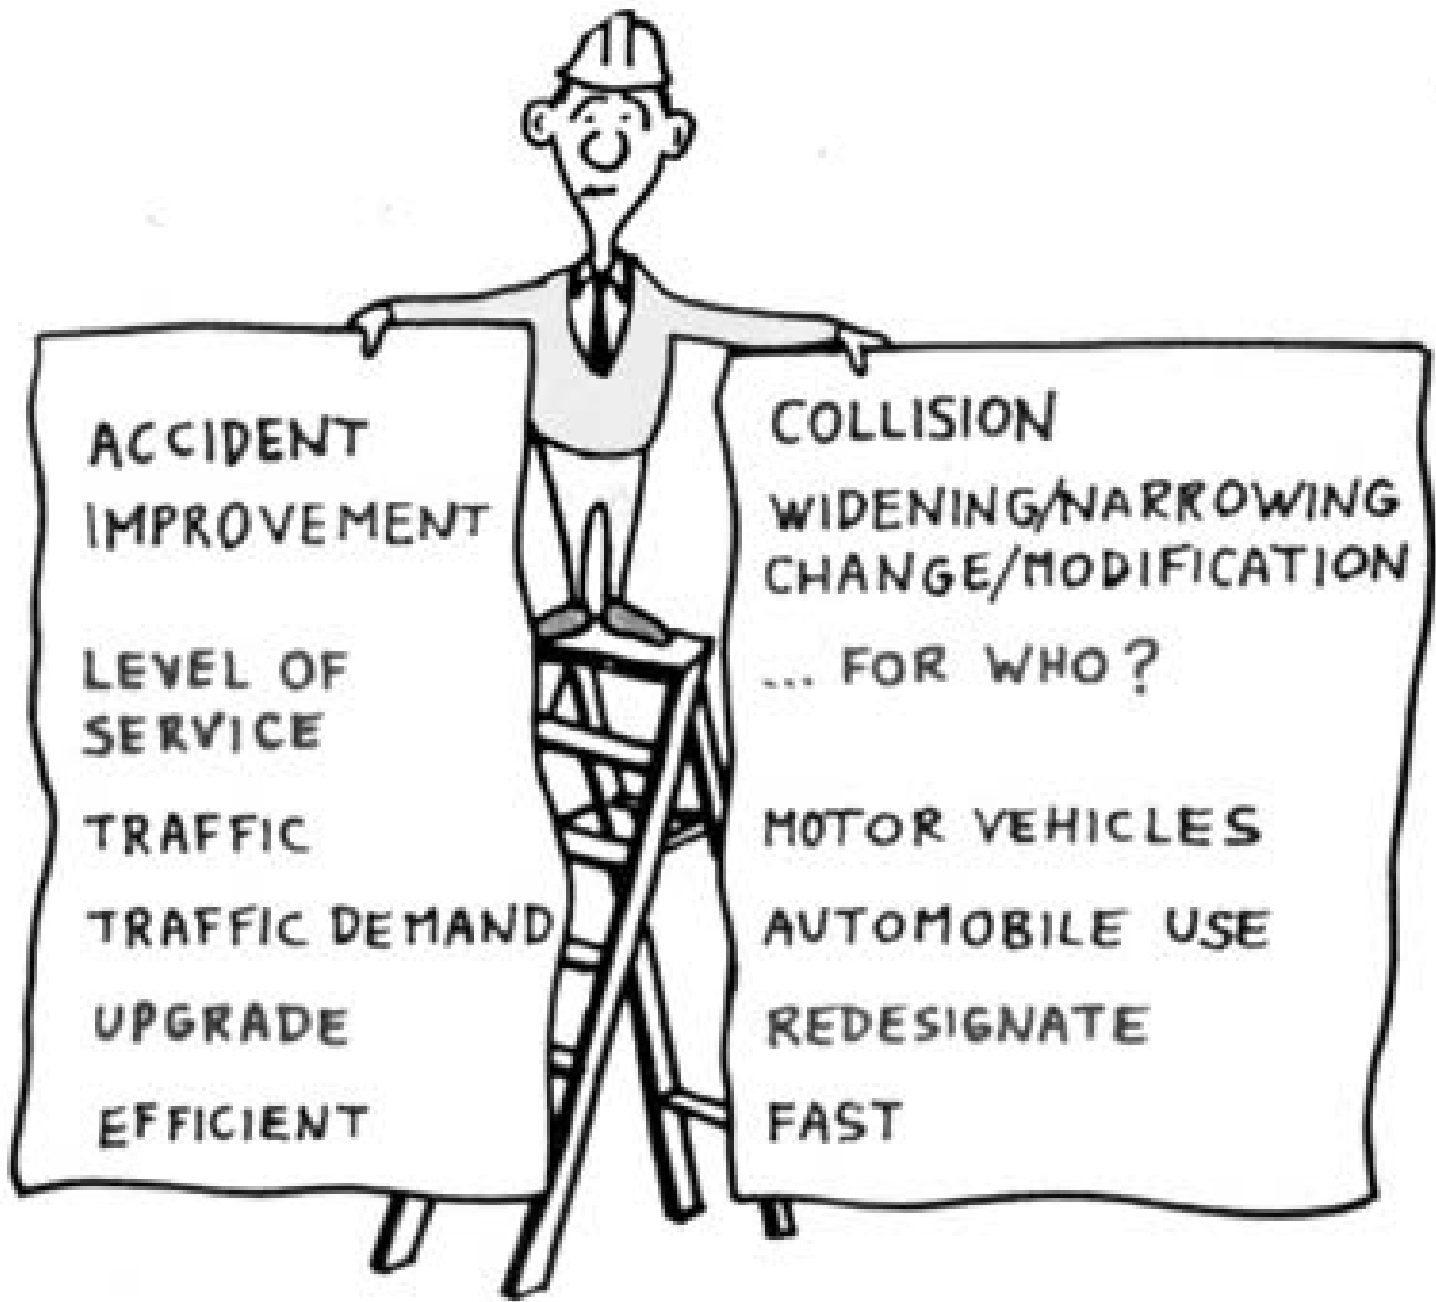 ACCIDENT
IMPROVEMENT
LEVEL OF
SERVICE
TRAFFIC
TRAFFIC DEMAND
UPGRADE
EFFICIENT
COLLISION
WIDENING/NARROWING
CHANGE/MODIFICATION
... FOR WHO?
MOTOR VEHICLES
AUTOMOBILE USE
REDESIGNATE
FAST